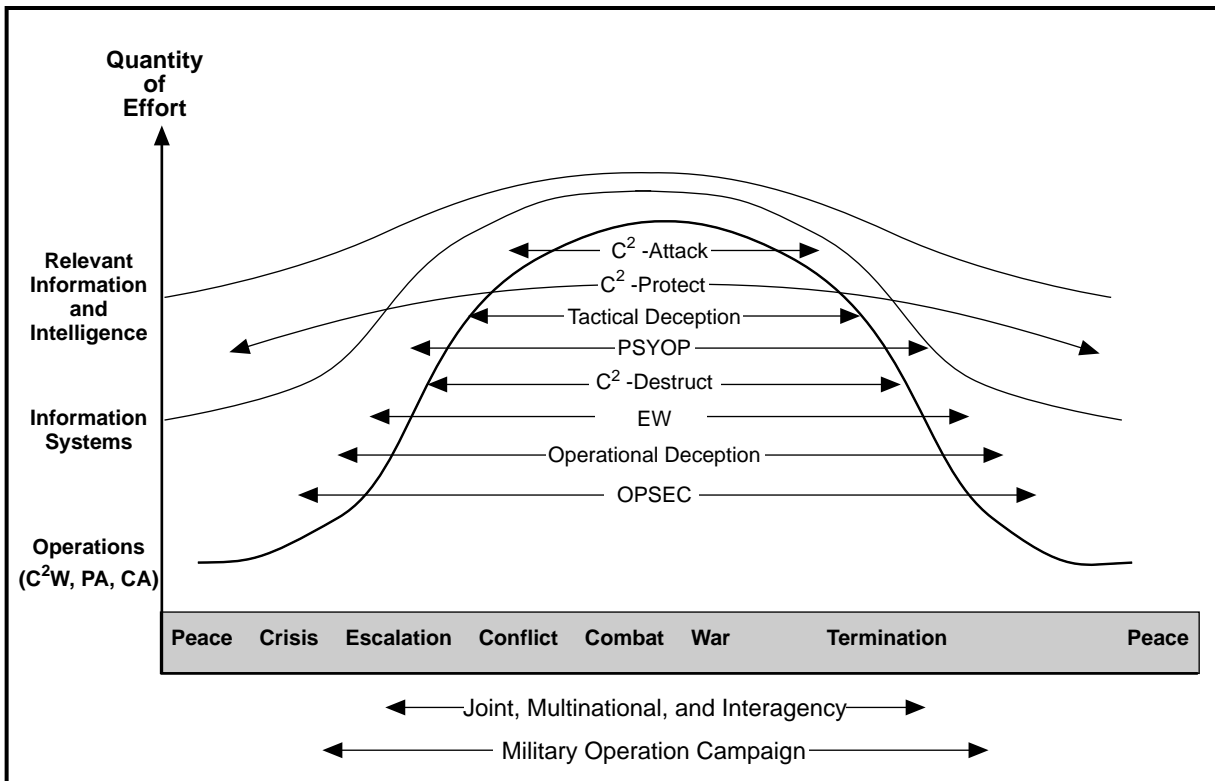 Quantity
of
Effort
Relevant
Information
and
Intelligence
Information
Systems
Operations
(C²W, PA, CA)
C² -Attack
C² -Protect
Tactical Deception
PSYOP
C² -Destruct
EW
Operational Deception
OPSEC
Peace Crisis Escalation Conflict Combat War Termination Peace
Joint, Multinational, and Interagency
Military Operation Campaign